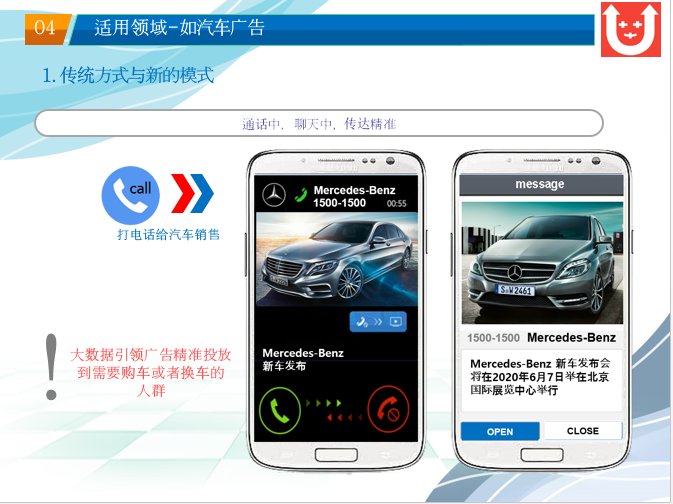 04 适用领域-如汽车广告
1.传统方式与新的模式
通话中，聊天中，传达精准
call
打电话给汽车销售
大数据引领广告精准投放
到需要购车或者换车的
人群
Mercedes-Benz
1500-1500 00:55
Mercedes-Benz
新车发布
message
S·W2461
1500-1500 Mercedes-Benz
Mercedes-Benz 新车发布会
将在2020年6月7日举在北京
国际展览中心举行
OPEN CLOSE